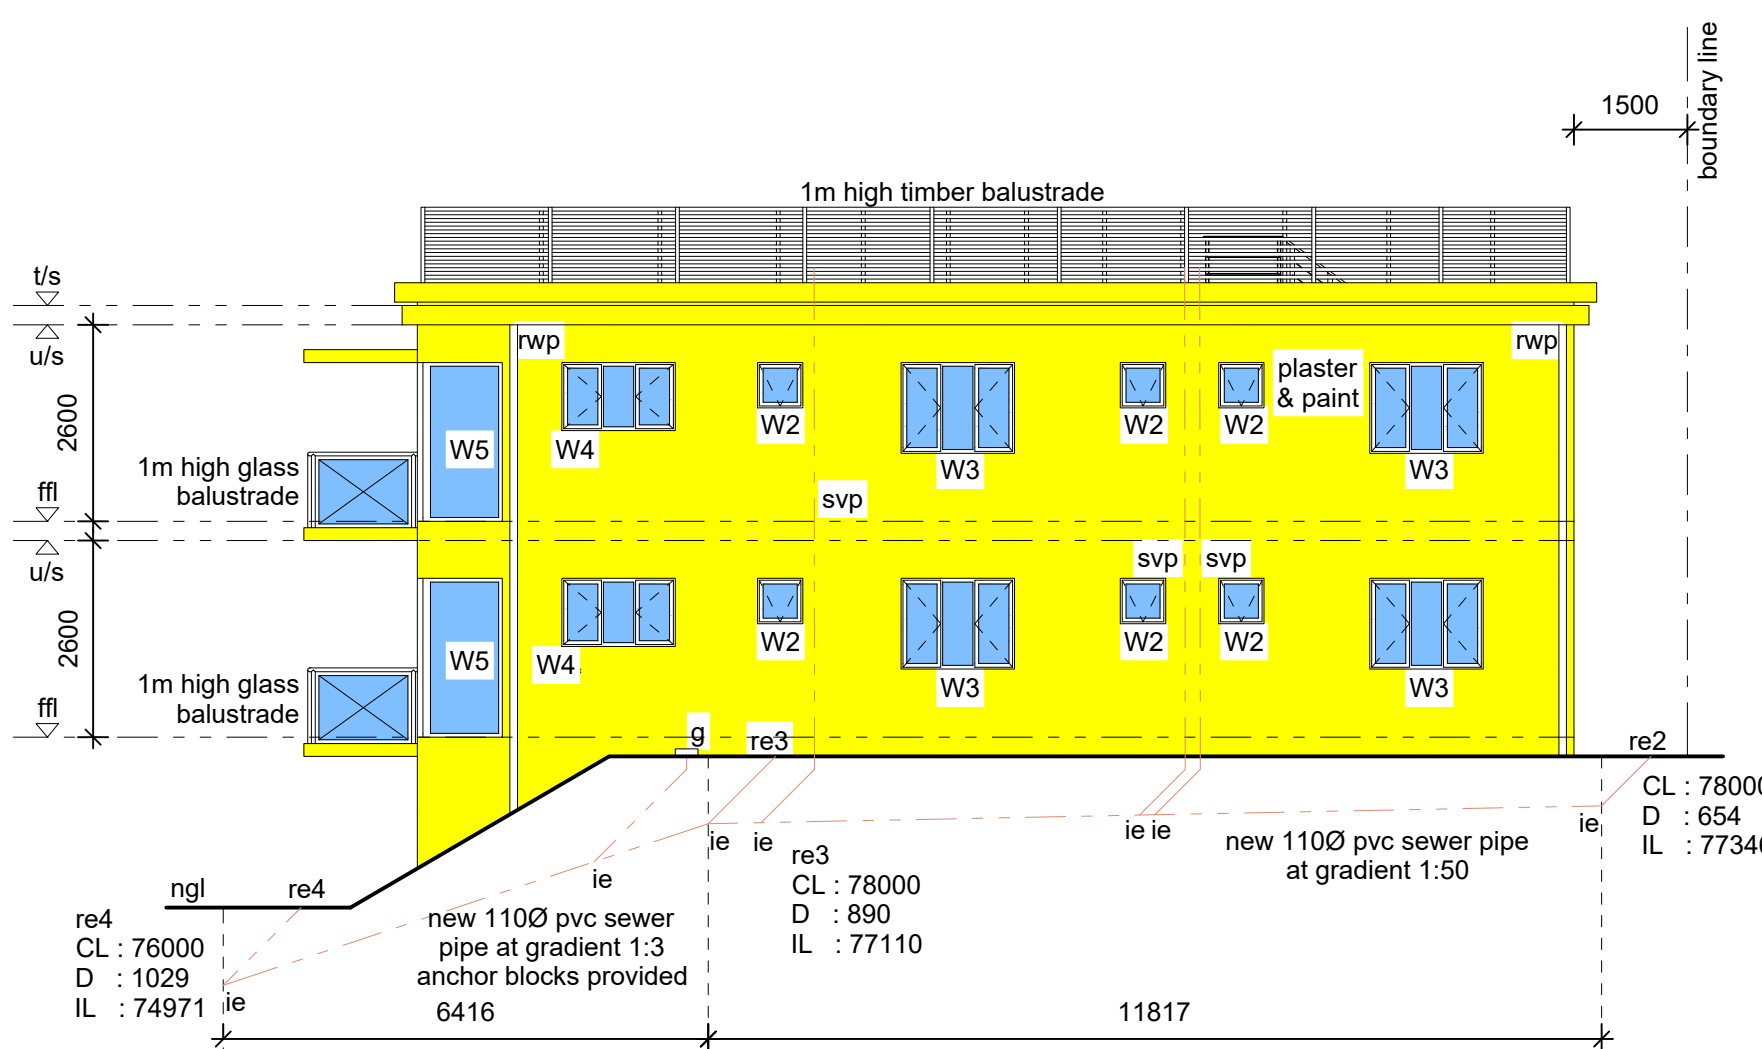 boundary line
1500
1m high timber balustrade
t/s
u/s
rwp
rwp
plaster
& paint
2600
W5
W4
W2
W3
W2
W2
W3
1m high glass
balustrade
ffl
svp
u/s
svp
svp
2600
W5
W4
W2
W3
W2
W2
W3
1m high glass
balustrade
ffl
g
re3
re2
CL : 78000
D : 654
IL : 77346
ie
ie
ie
ie ie
new 110Ø pvc sewer pipe
at gradient 1:50
re3
CL : 78000
D : 890
IL : 77110
ie
ngl
re4
re4
CL : 76000
D : 1029
IL : 74971
ie
new 110Ø pvc sewer
pipe at gradient 1:3
anchor blocks provided
6416
11817